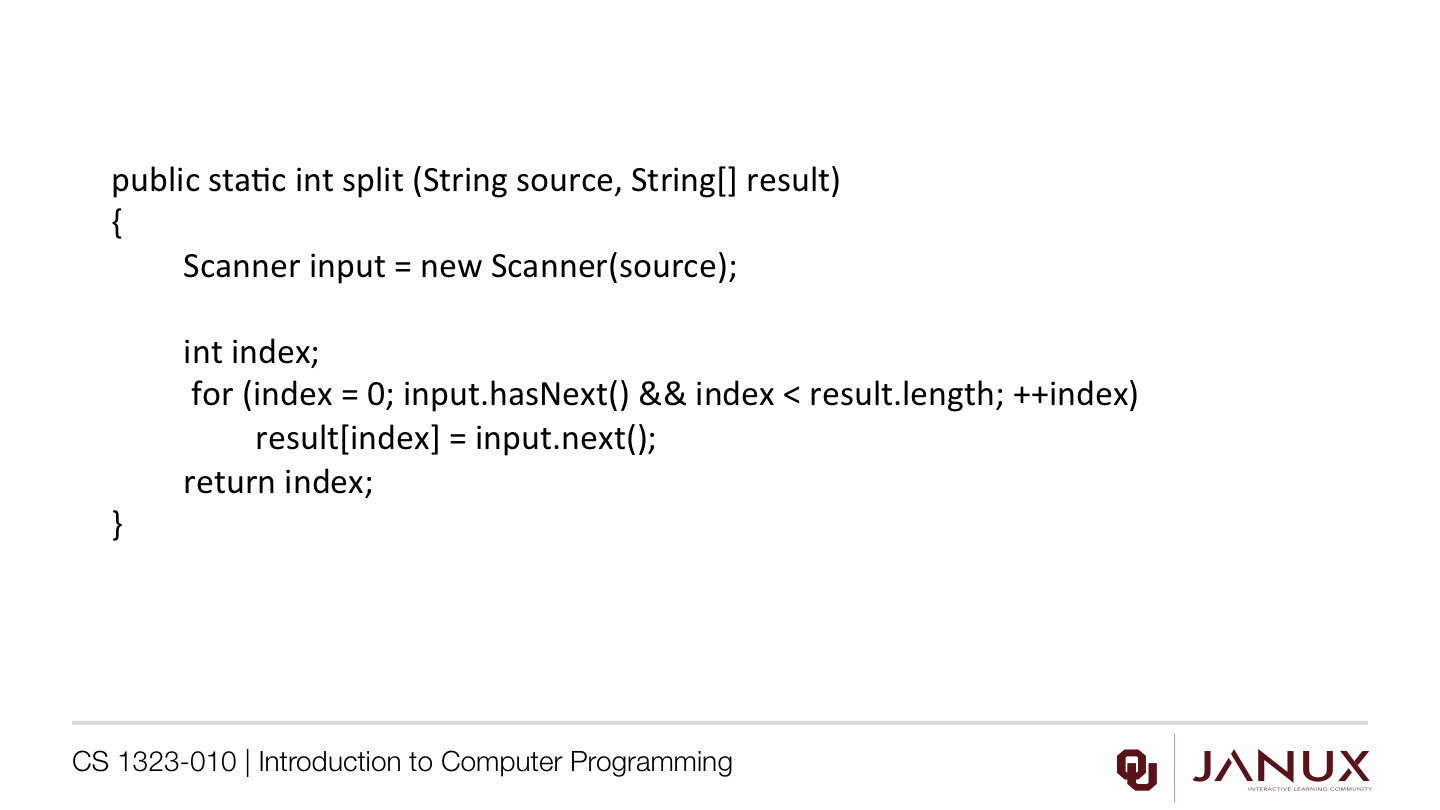 public static int split (String source, String[] result)
{
Scanner input = new Scanner(source);
int index;
for (index = 0; input.hasNext() && index < result.length; ++index)
result[index] = input.next();
return index;
}
CS 1323-010 | Introduction to Computer Programming
OU
JANUX
INTERACTIVE LEARNING COMMUNITY